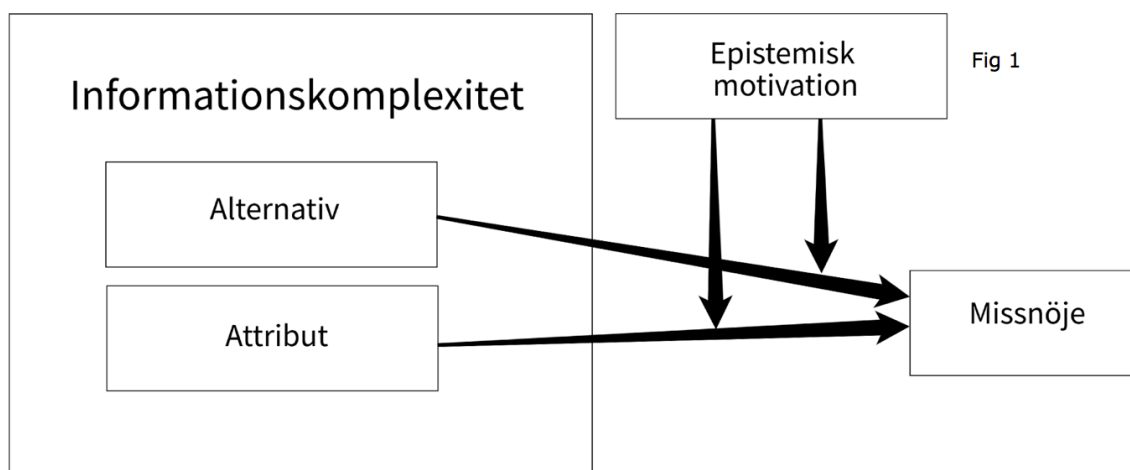 Informationskomplexitet
Alternativ
Attribut
Epistemisk
motivation
Fig 1
Missnöje